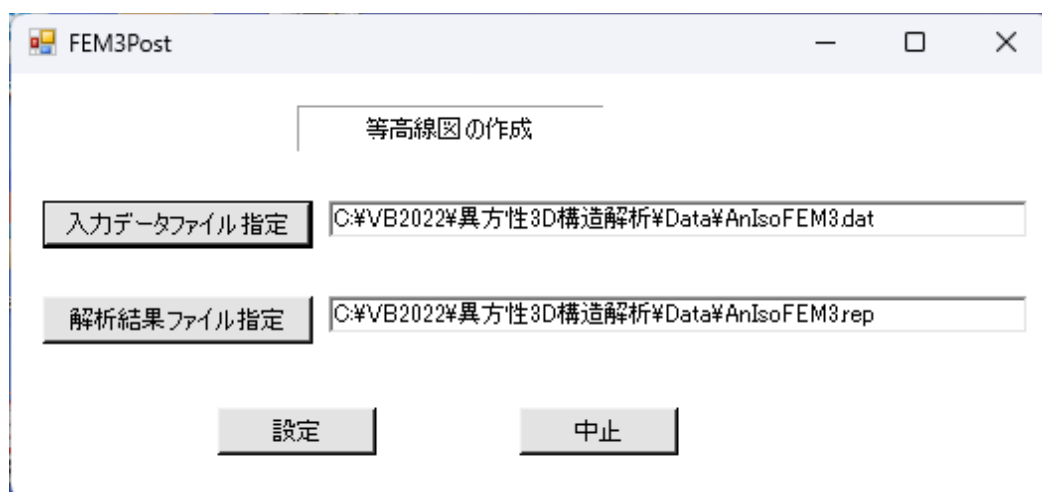 FEM3Post
等高線図の作成
入力データファイル指定 C:¥VB2022¥異方性3D構造解析¥Data¥AnIsoFEM3.dat
解析結果ファイル指定 C:¥VB2022¥異方性3D構造解析¥Data¥AnIsoFEM3.rep
設定 中止